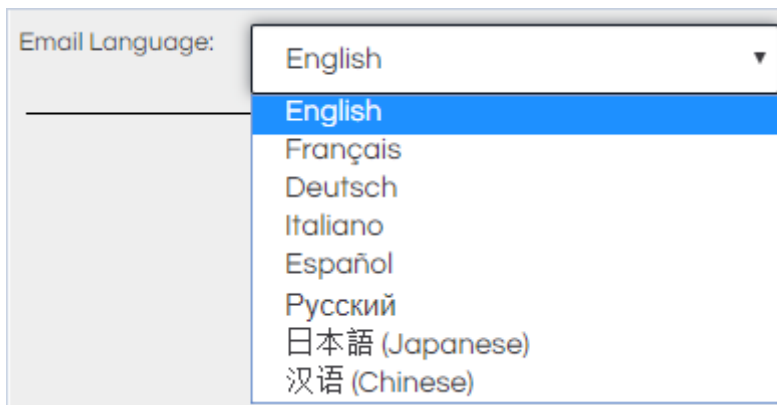 Email Language:
English
English
Français
Deutsch
Italiano
Español
Русский
日本語 (Japanese)
汉语 (Chinese)